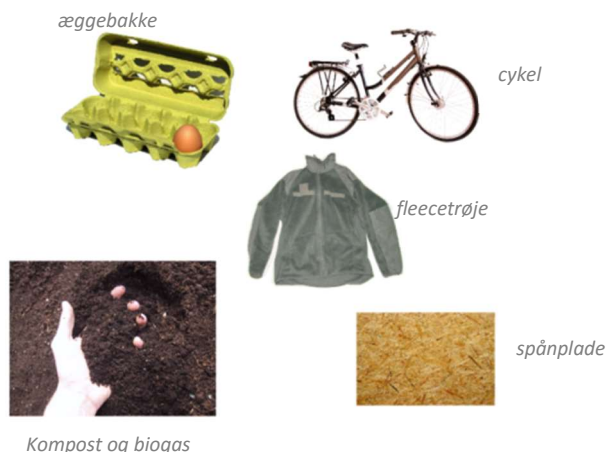 æggebakke
cykel
fleecetrøje
spånplade
Kompost og biogas